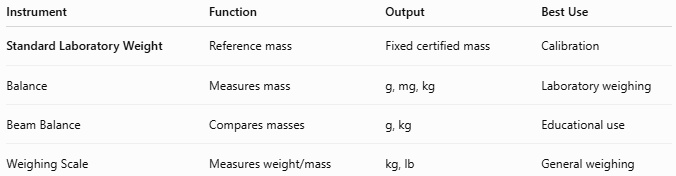 Instrument Function Output Best Use
Standard Laboratory Weight Reference mass Fixed certified mass Calibration
Balance Measures mass g, mg, kg Laboratory weighing
Beam Balance Compares masses g, kg Educational use
Weighing Scale Measures weight/mass kg, lb General weighing